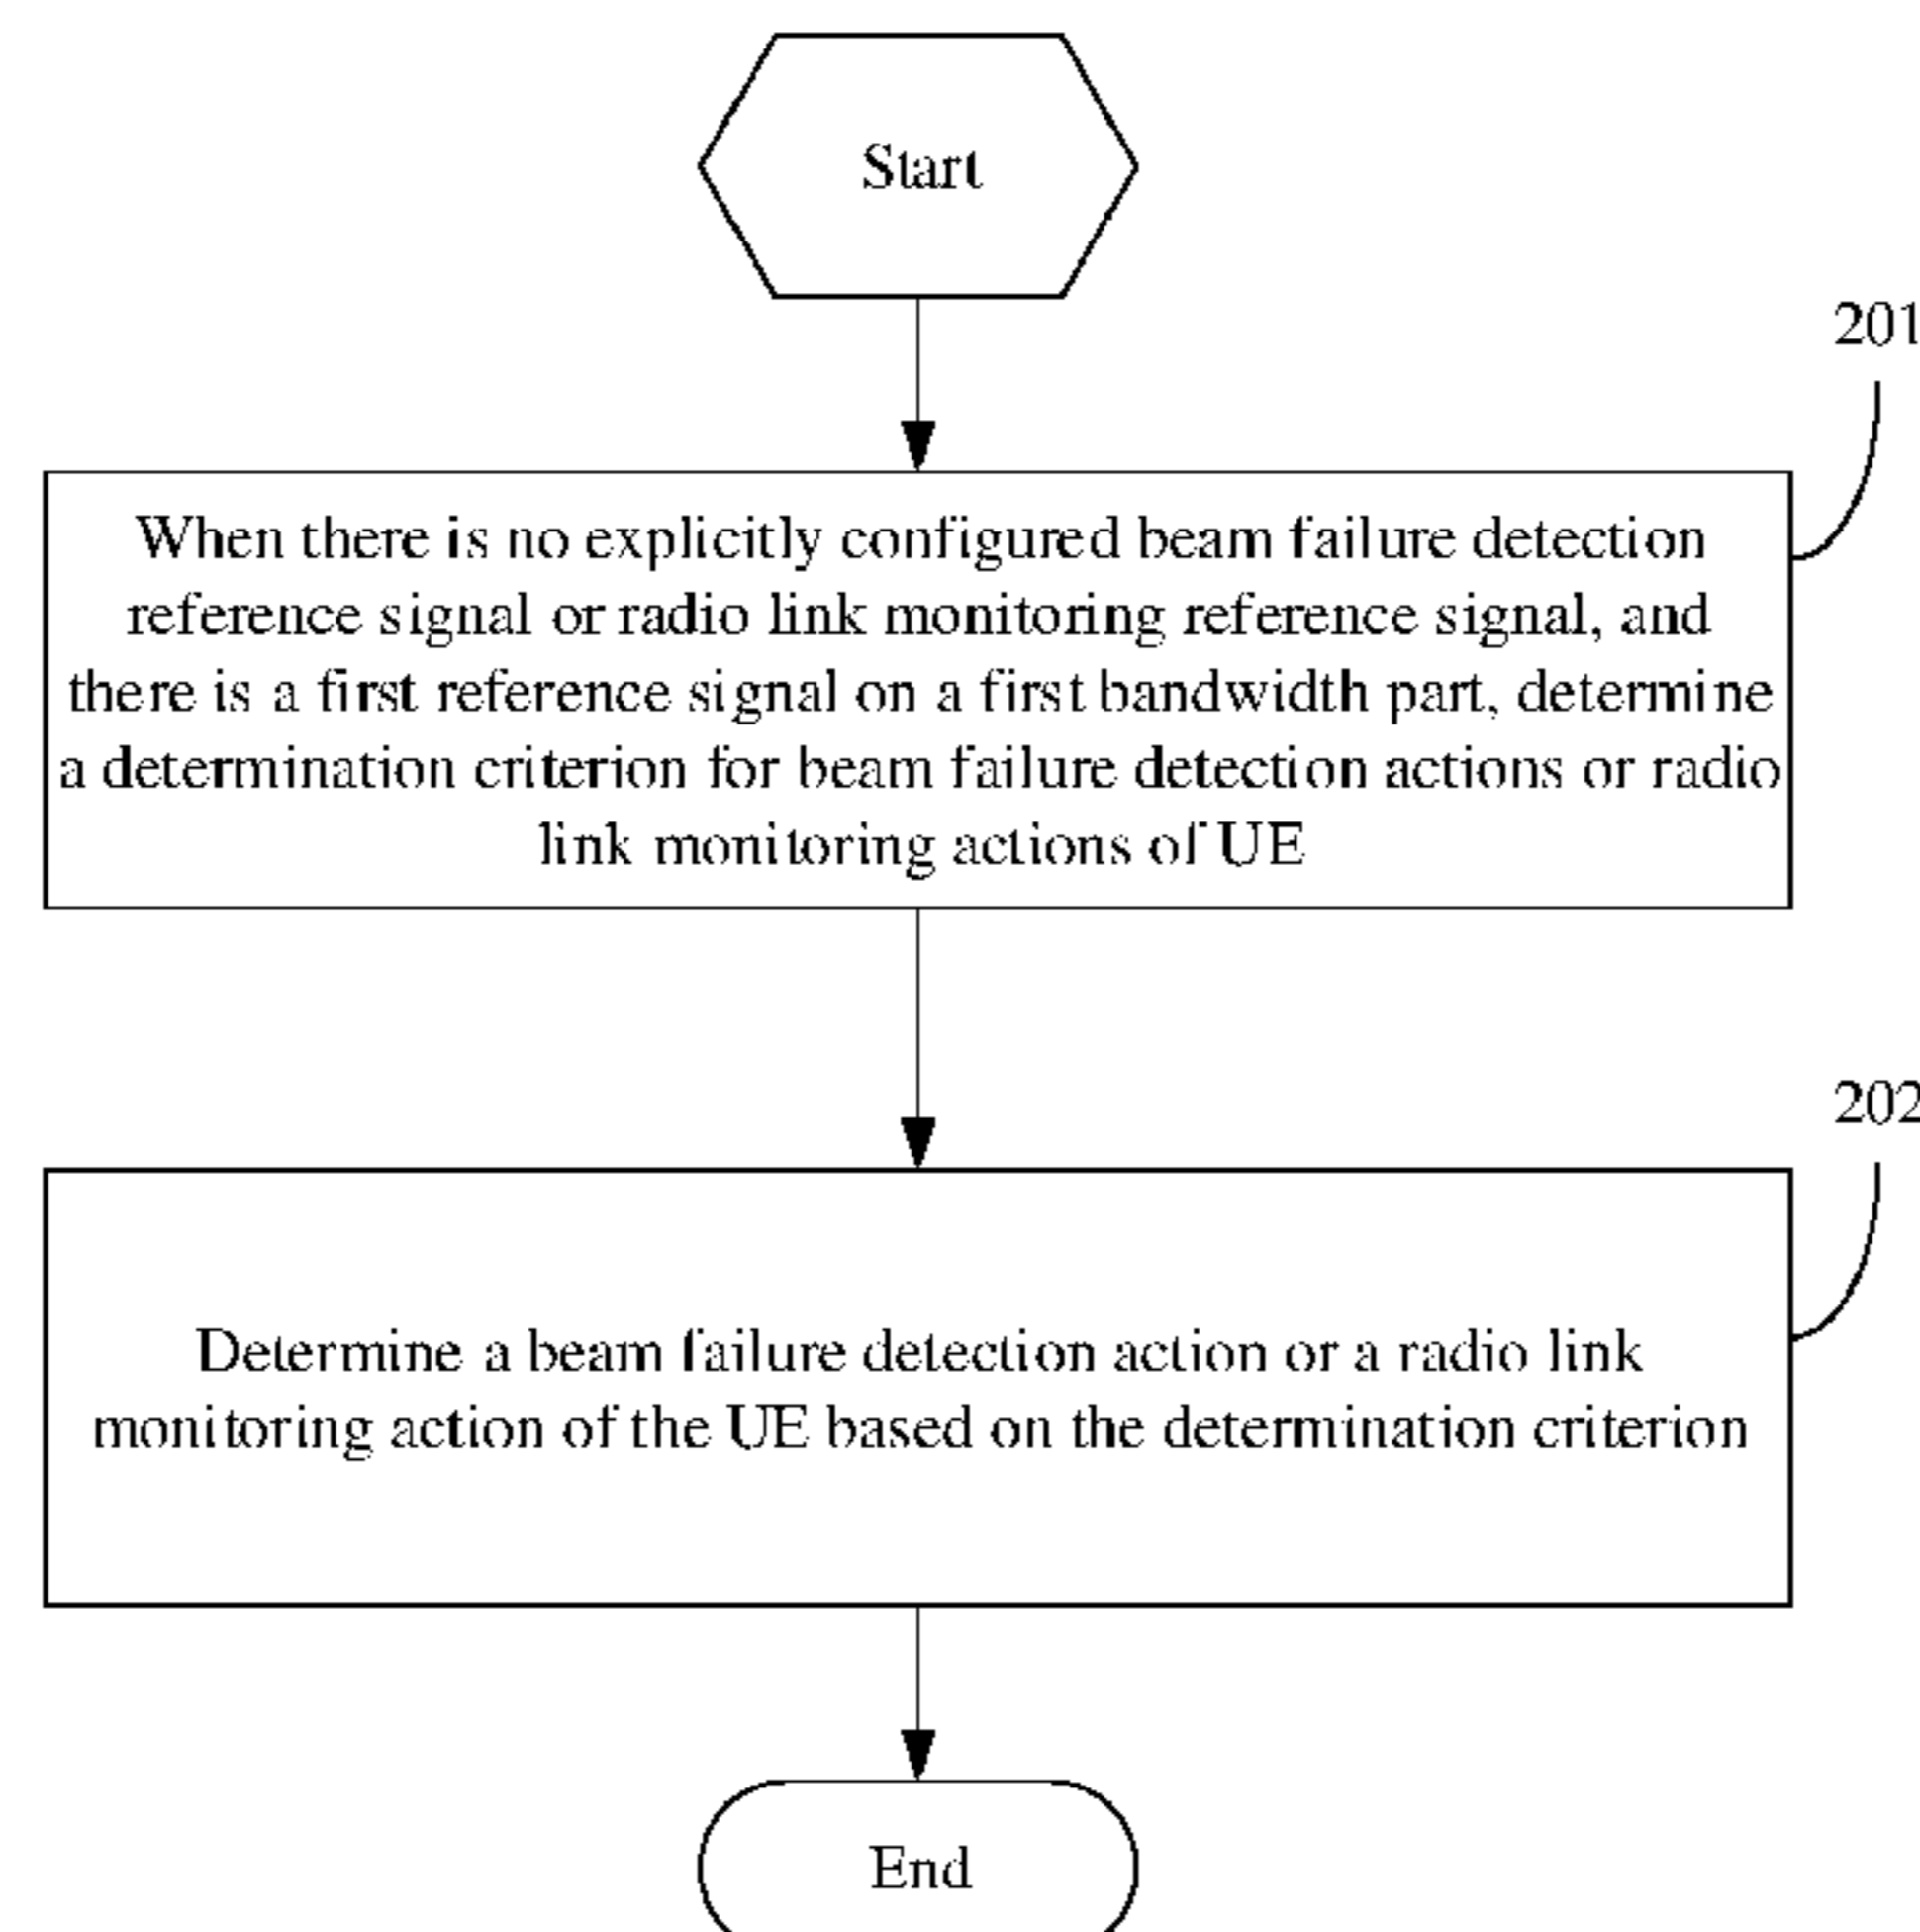 Start
201
When there is no explicitly configured beam failure detection
reference signal or radio link monitoring reference signal, and
there is a first reference signal on a first bandwidth part, determine
a determination criterion for beam failure detection actions or radio
link monitoring actions of UE
202
Determine a beam failure detection action or a radio link
monitoring action of the UE based on the determination criterion
End